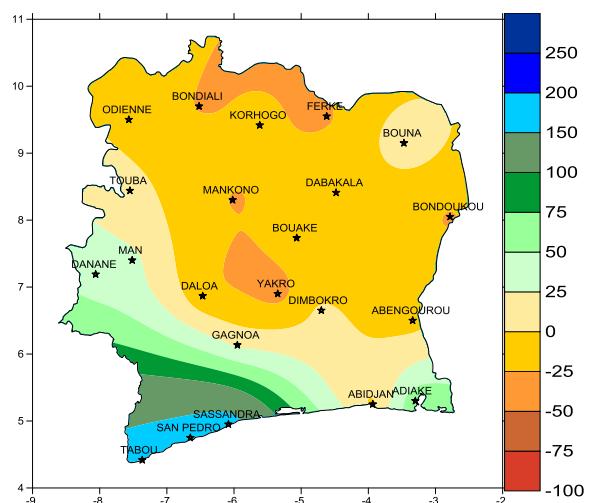 11
10
9
8
7
6
5
4
-9
-8
-7
-6
-5
-4
-3
-2
ODIENNE
BONDIALI
KORHOGO
FERKE
BOUNA
TOUBA
MANKONO
DABAKALA
BONDOUKOU
BOUAKE
MAN
DANANE
DALOA
YAKRO
DIMBOKRO
ABENGOUROU
GAGNOA
ABIDJAN
ADIAKE
SASSANDRA
SAN PEDRO
TABOU
250
200
150
100
75
50
25
0
-25
-50
-75
-100